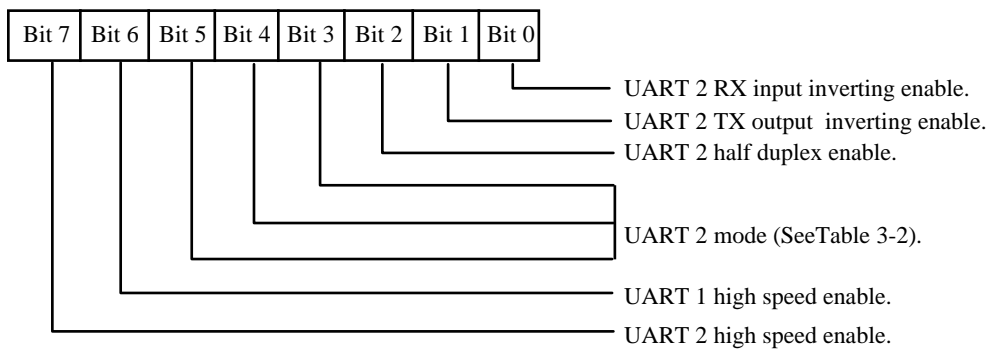 Bit 7 Bit 6 Bit 5 Bit 4 Bit 3 Bit 2 Bit 1 Bit 0
UART 2 RX input inverting enable.
UART 2 TX output inverting enable.
UART 2 half duplex enable.
UART 2 mode (SeeTable 3-2).
UART 1 high speed enable.
UART 2 high speed enable.